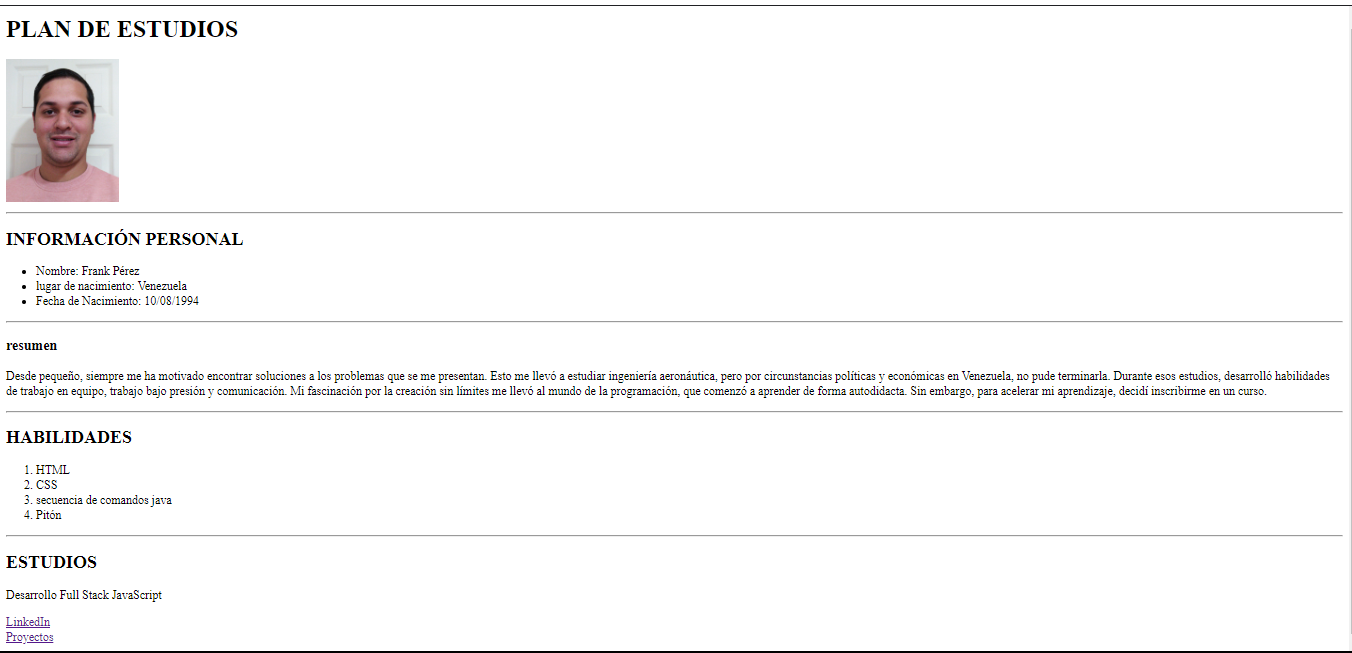 PLAN DE ESTUDIOS
INFORMACIÓN PERSONAL
Nombre: Frank Pérez
lugar de nacimiento: Venezuela
Fecha de Nacimiento: 10/08/1994
resumen
Desde pequeño, siempre me ha motivado encontrar soluciones a los problemas que se me presentan. Esto me llevó a estudiar ingeniería aeronáutica, pero por circunstancias políticas y económicas en Venezuela, no pude terminarla. Durante esos estudios, desarrolló habilidades
de trabajo en equipo, trabajo bajo presión y comunicación. Mi fascinación por la creación sin límites me llevó al mundo de la programación, que comenzó a aprender de forma autodidacta. Sin embargo, para acelerar mi aprendizaje, decidí inscribirme en un curso.
HABILIDADES
1. HTML
2. CSS
3. secuencia de comandos java
4. Pitón
ESTUDIOS
Desarrollo Full Stack JavaScript
LinkedIn
Proyectos